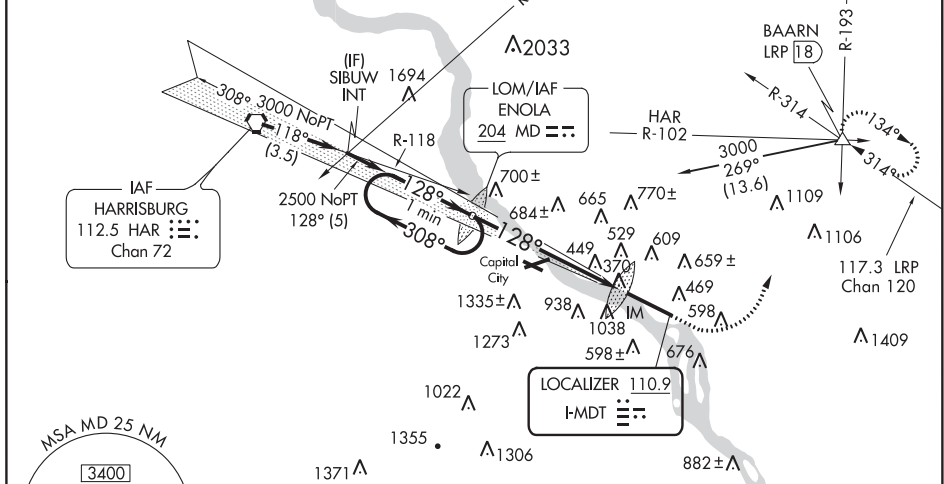 2033
(IF)
SIBUW
INT
1694
BAARN
LRP 18
R-193
R-314
134°
314°
LOM/IAF
ENOLA
204 MD
HAR
R-102
3000
269°
(13.6)
308°
3000 NoPT
118°
(3.5)
R-118
2500 NoPT
128° (5)
128°
1 min
308°
128°
IAF
HARRISBURG
112.5 HAR
Chan 72
700±
684±
665
770±
1109
1106
529
609
449
370
659±
Capital
City
469
598
1335±
938
1038
IM
1273
598±
676
117.3 LRP
Chan 120
1409
LOCALIZER 110.9
I-MDT
1022
1355
1306
1371
882±
MSA MD 25 NM
3400